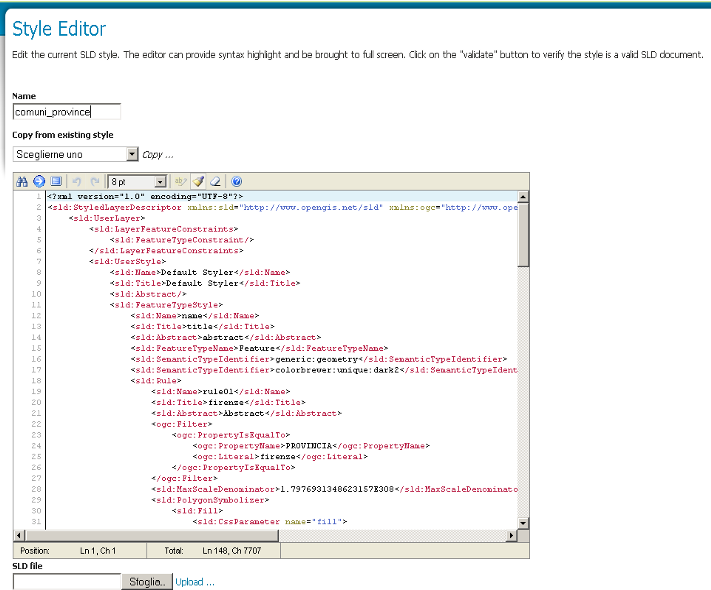 Style Editor
Edit the current SLD style. The editor can provide syntax highlight and be brought to full screen. Click on the "validate" button to verify the style is a valid SLD document.
Name
comuni_province
Copy from existing style
Sceglierne uno Copy ...
8 pt
1 <?xml version="1.0" encoding="UTF-8"?>
2 <sld:StyledLayerDescriptor xmlns:sld="http://www.opengis.net/sld" xmlns:ogc="http://www.ope
3 <sld:UserLayer>
4 <sld:LayerFeatureConstraints>
5 <sld:FeatureTypeConstraint/>
6 </sld:LayerFeatureConstraints>
7 <sld:UserStyle>
8 <sld:Name>Default Styler</sld:Name>
9 <sld:Title>Default Styler</sld:Title>
10 <sld:Abstract/>
11 <sld:FeatureTypeStyle>
12 <sld:Name>name</sld:Name>
13 <sld:Title>title</sld:Title>
14 <sld:Abstract>abstract</sld:Abstract>
15 <sld:FeatureTypeName>Feature</sld:FeatureTypeName>
16 <sld:SemanticTypeIdentifier>generic:geometry</sld:SemanticTypeIdentifier>
17 <sld:SemanticTypeIdentifier>colorbrewer:unique:dark2</sld:SemanticTypeIdent
18 <sld:Rule>
19 <sld:Name>rule01</sld:Name>
20 <sld:Title>firenze</sld:Title>
21 <sld:Abstract>Abstract</sld:Abstract>
22 <ogc:Filter>
23 <ogc:PropertyIsEqualTo>
24 <ogc:PropertyName>PROVINCIA</ogc:PropertyName>
25 <ogc:Literal>firenze</ogc:Literal>
26 </ogc:PropertyIsEqualTo>
27 </ogc:Filter>
28 <sld:MaxScaleDenominator>1.7976931348623157E308</sld:MaxScaleDenominato
29 <sld:PolygonSymbolizer>
30 <sld:Fill>
31 <sld:CssParameter name="fill">
Position: Ln 1, Ch 1 Total: Ln 148, Ch 7707
SLD file
Sfoglia... Upload ...